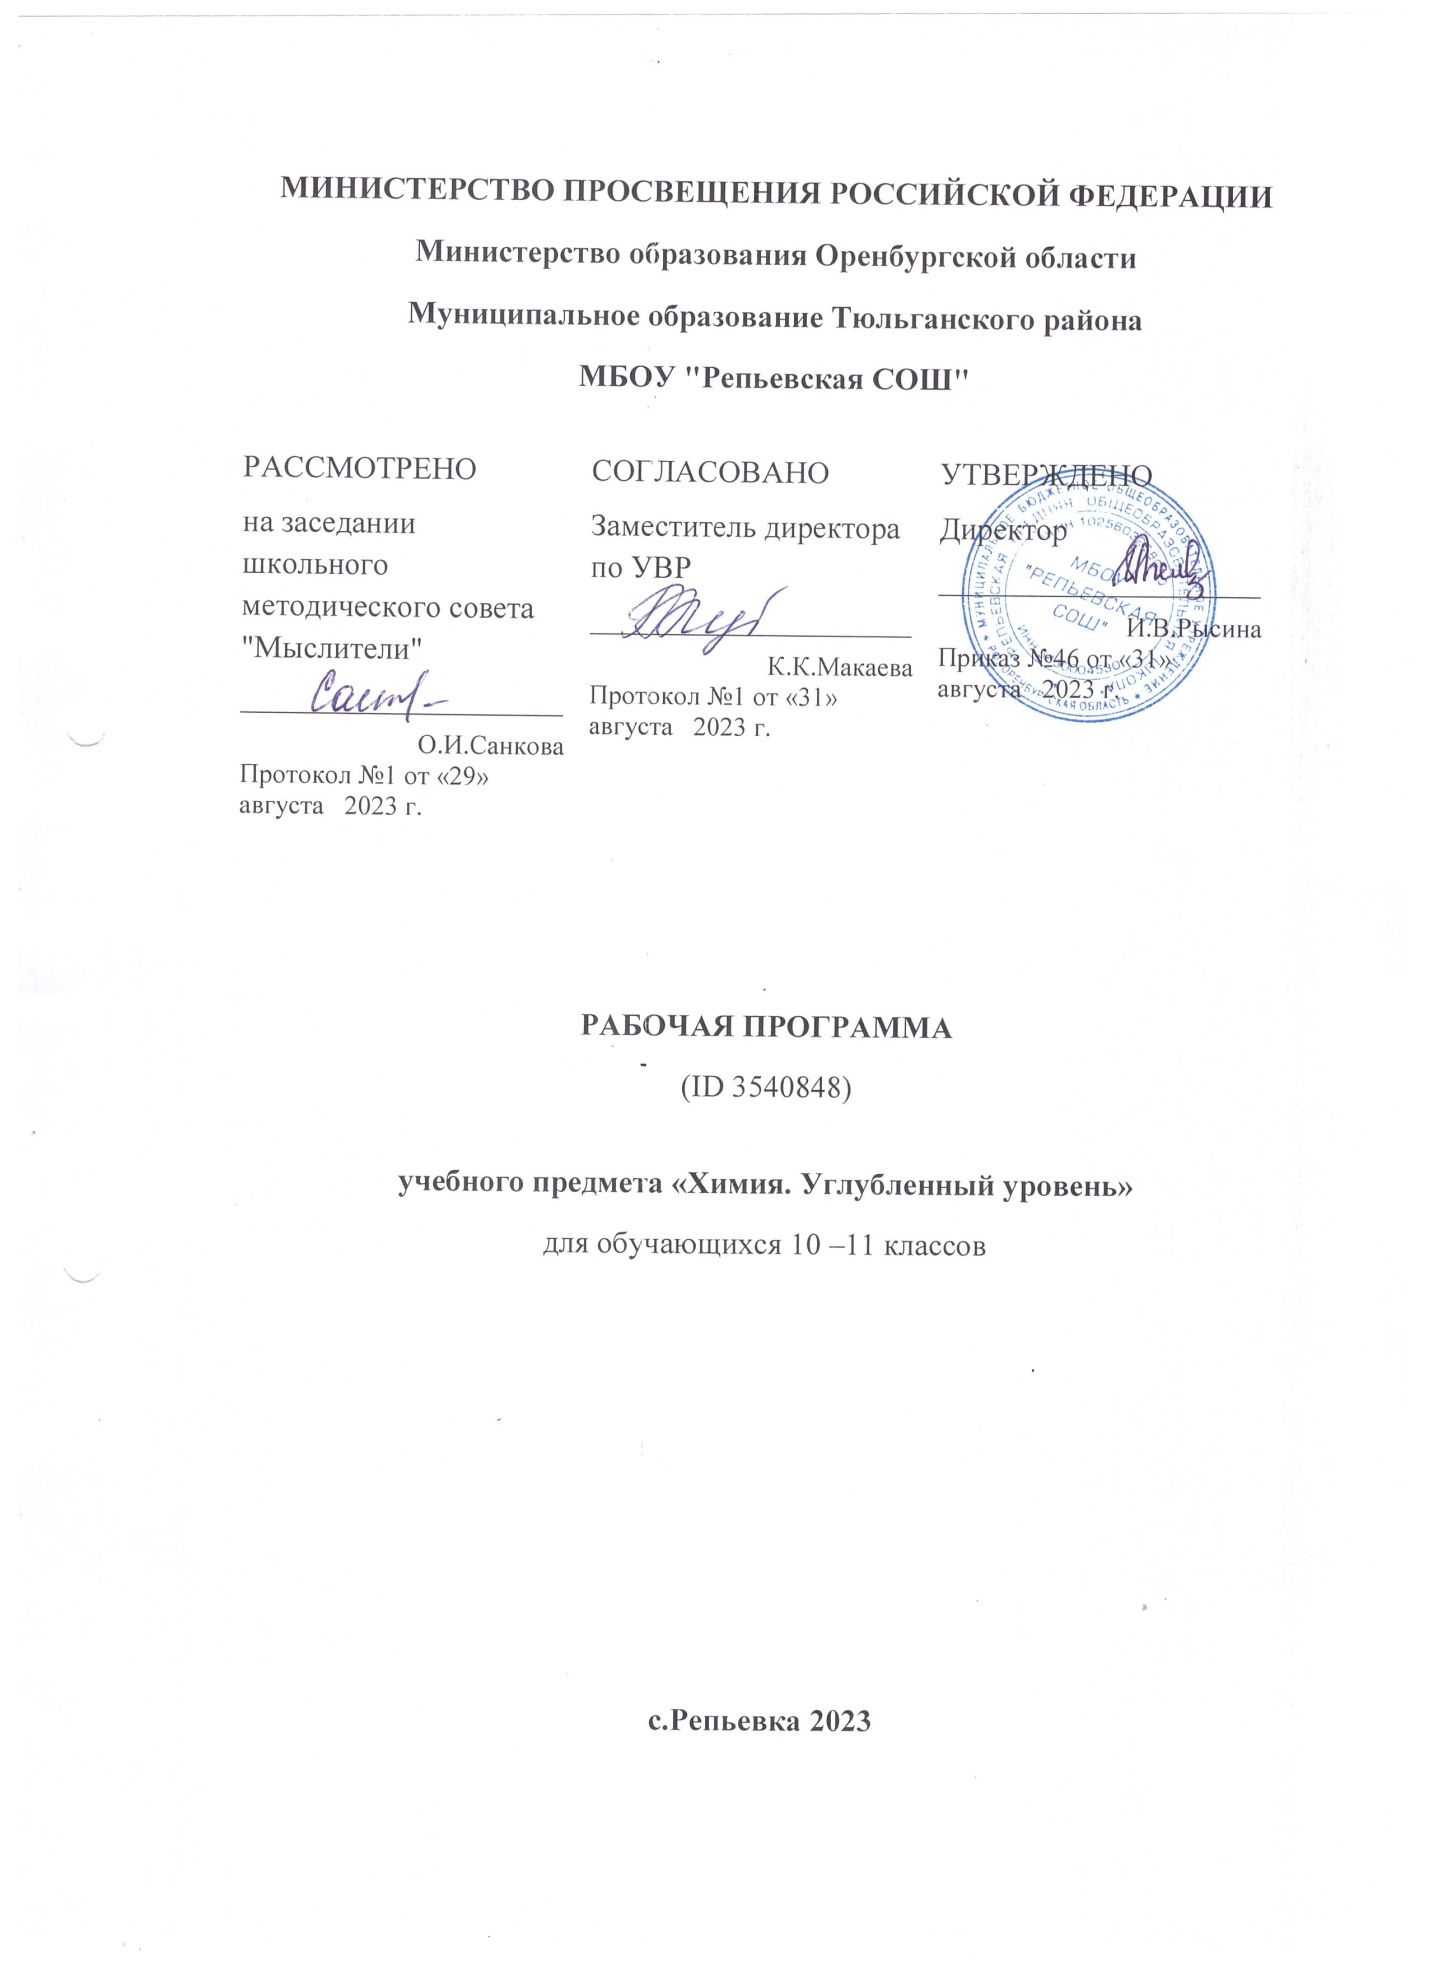 МИНИСТЕРСТВО ПРОСВЕЩЕНИЯ РОССИЙСКОЙ ФЕДЕРАЦИИ
Министерство образования Оренбургской области
Муниципальное образование Тюльганского района
МБОУ "Репьевская СОШ"
РАССМОТРЕНО
на заседании
школьного
методического совета
"Мыслители"
О.И.Санкова
Протокол №1 от «29»
августа 2023 г.
СОГЛАСОВАНО
Заместитель директора
по УВР
К.К.Макаева
Протокол №1 от «31»
августа 2023 г.
УТВЕРЖДЕНО
Директор
И.В.Рысина
Приказ №46 от «31»
августа 2023 г.
МБОУ
"РЕПЬЕВСКАЯ
СОШ"
РАБОЧАЯ ПРОГРАММА
(ID 3540848)
учебного предмета «Химия. Углубленный уровень»
для обучающихся 10 –11 классов
с.Репьевка 2023